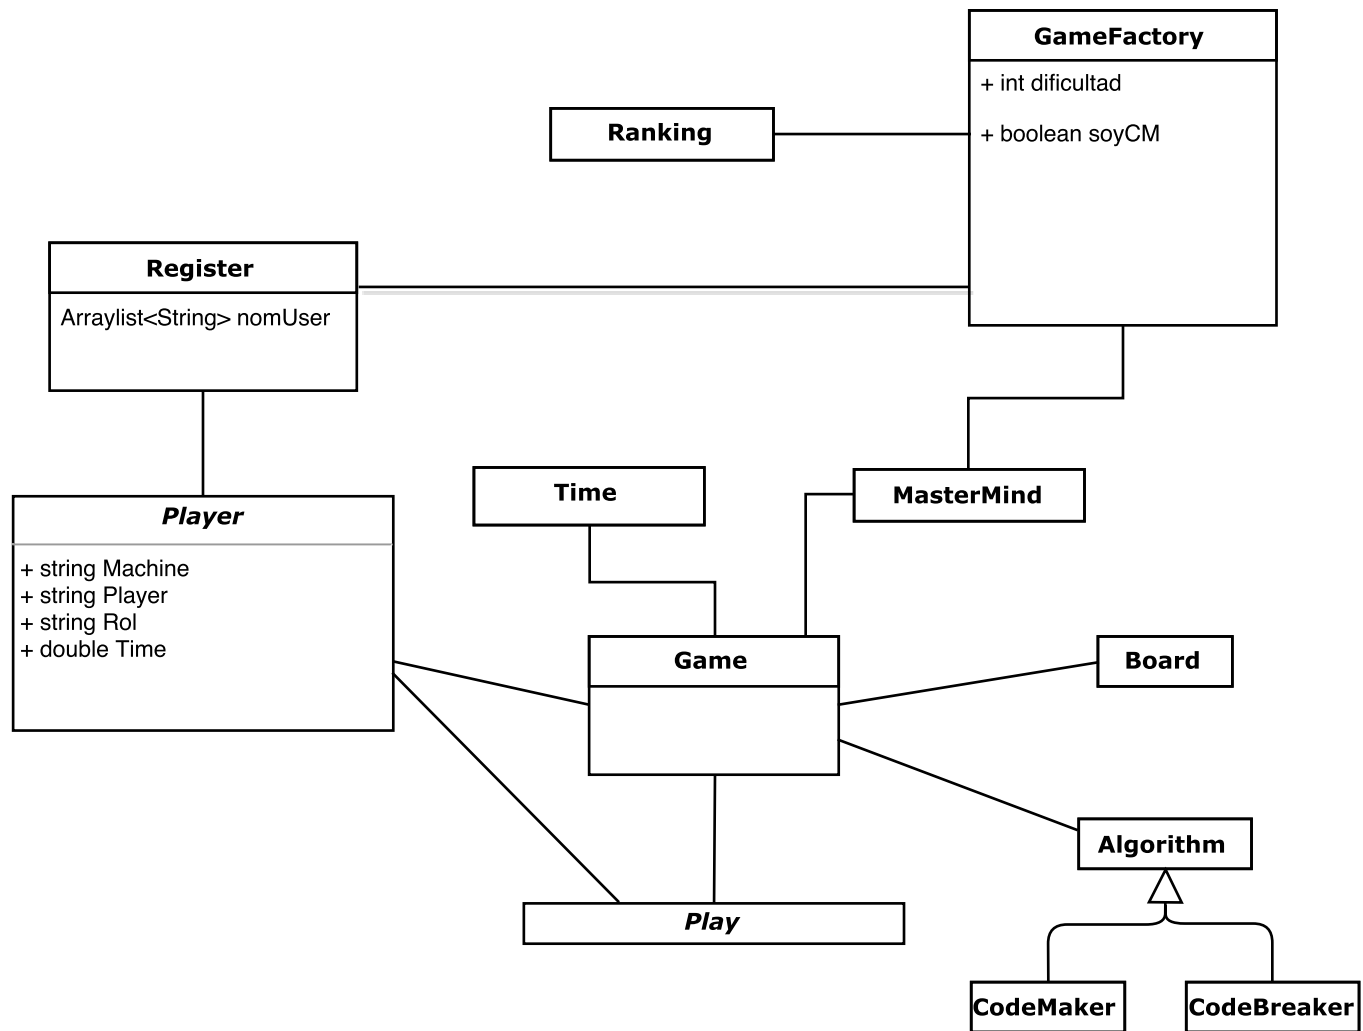 GameFactory
+ int dificultad
+ boolean soyCM
Ranking
Register
Arraylist<String> nomUser
Player
+ string Machine
+ string Player
+ string Rol
+ double Time
Time
MasterMind
Game
Board
Algorithm
Play
CodeMaker
CodeBreaker